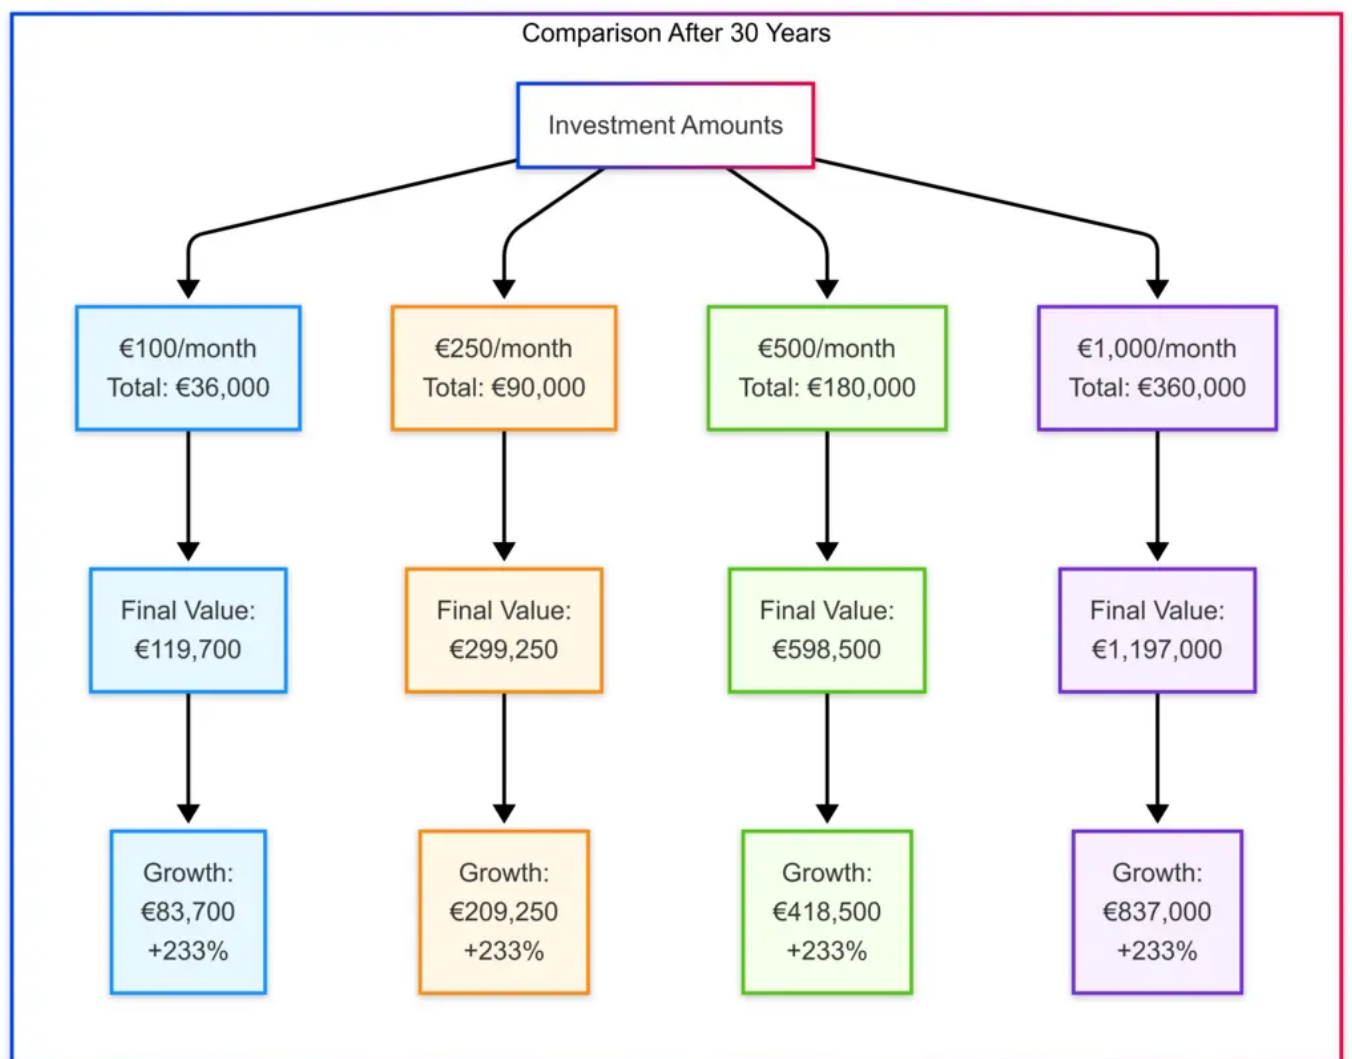 Comparison After 30 Years
Investment Amounts
€100/month
Total: €36,000
€250/month
Total: €90,000
€500/month
Total: €180,000
€1,000/month
Total: €360,000
Final Value:
€119,700
Final Value:
€299,250
Final Value:
€598,500
Final Value:
€1,197,000
Growth:
€83,700
+233%
Growth:
€209,250
+233%
Growth:
€418,500
+233%
Growth:
€837,000
+233%